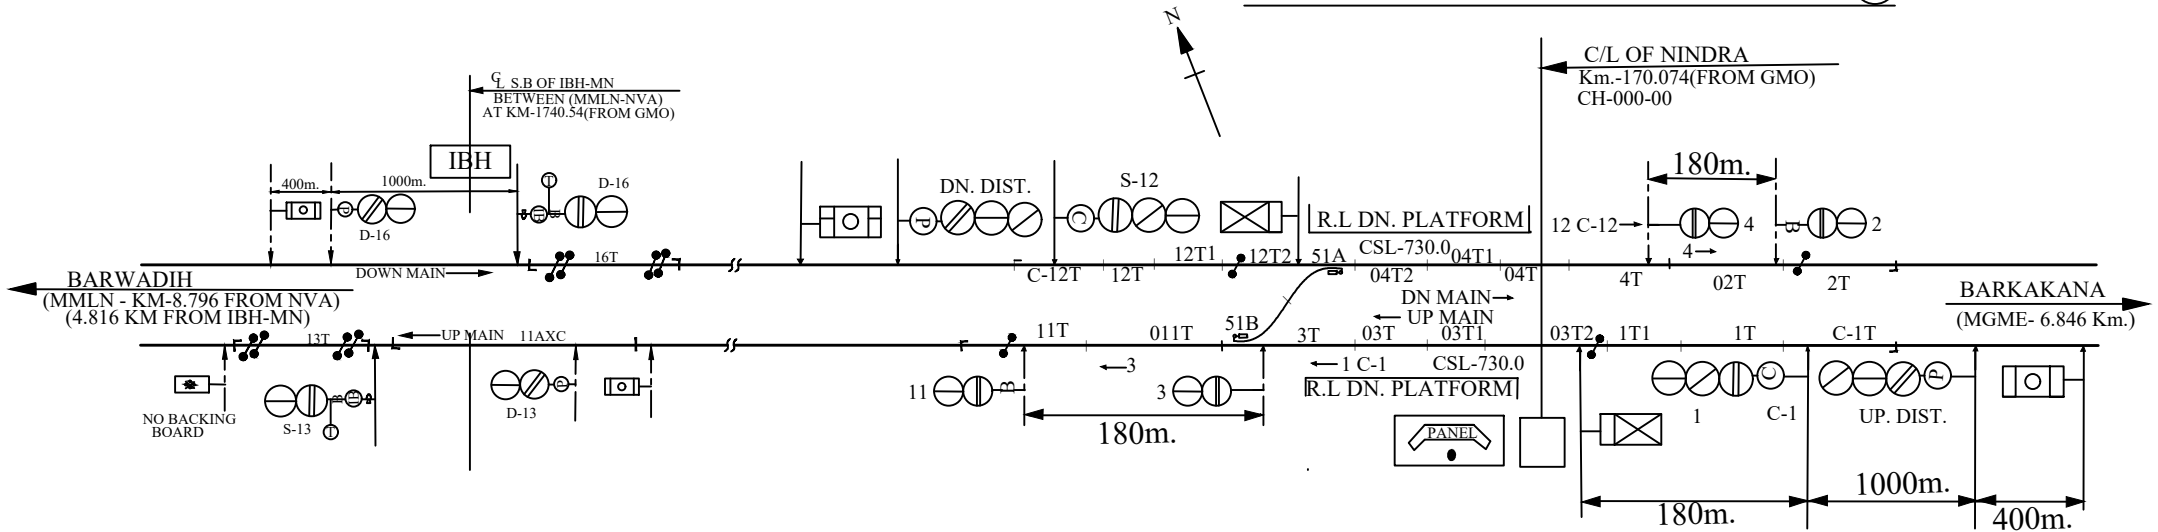 N
C/L OF NINDRA
Km.-170.074(FROM GMO)
CH-000-00
CL S.B OF IBH-MN
BETWEEN (MMLN-NVA)
AT KM-1740.54(FROM GMO)
IBH
400m.
1000m.
P
D-16
T
IB
B
D-16
P
DN. DIST.
C
S-12
R.L DN. PLATFORM
180m.
12 C-12
4
4
B
2
DOWN MAIN
16T
C-12T
12T
12T1
12T2
51A
CSL-730.0
04T1
04T2
04T
4T
02T
2T
BARWADIH
(MMLN - KM-8.796 FROM NVA)
(4.816 KM FROM IBH-MN)
DN MAIN
UP MAIN
BARKAKANA
(MGME- 6.846 Km.)
13T
UP MAIN
11AXC
11T
011T
51B
3T
03T
03T1
03T2
1T1
1T
C-1T
NO BACKING
BOARD
S-13
T
B
IB
D-13
P
11
B
3
3
1 C-1
CSL-730.0
R.L DN. PLATFORM
180m.
PANEL
1
C
C-1
P
UP. DIST.
180m.
1000m.
400m.